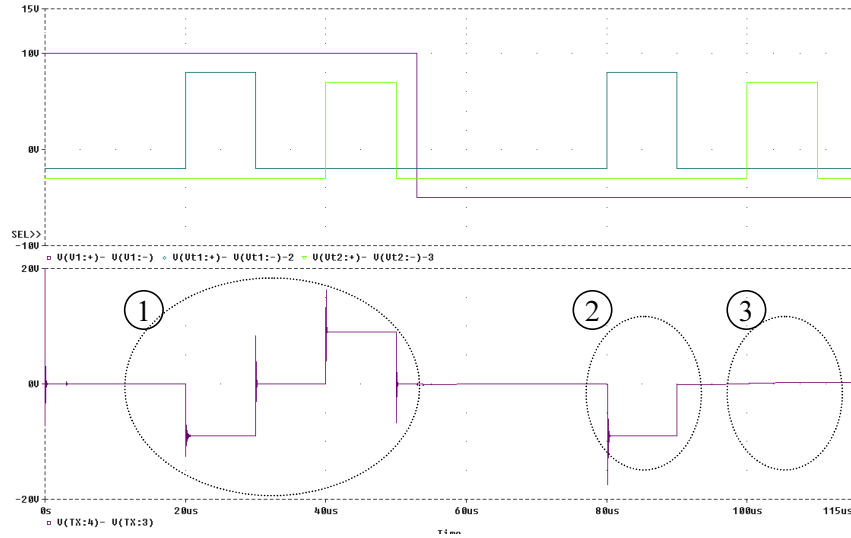 15V
10V
0V
SEL>>
-10V
V(V1:+)- V(V1:-) V(Vt1:+)- V(Vt1:-)-2 V(Vt2:+)- V(Vt2:-)-3
20V
1
2
3
0V
-20V
0s 20us 40us 60us 80us 100us 115us
V(TX:4)- V(TX:3)
Time